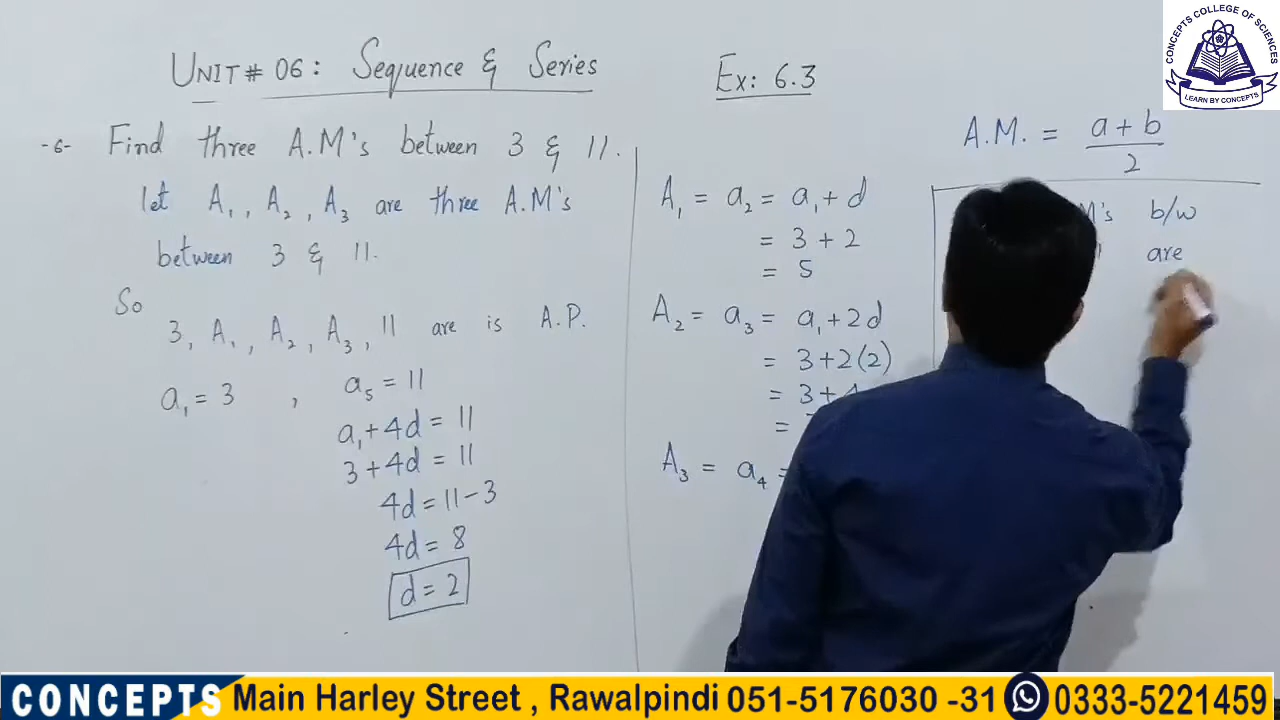 UNIT# 06: Sequence & Series
Ex: 6.3
-6- Find three A.M's between 3 & 11.
let A₁, A₂, A₃ are three A.M's
between 3 & 11.
So
3, A₁, A₂, A₃, 11 are is A.P.
a₁ = 3 , a₅ = 11
a₁ + 4d = 11
3 + 4d = 11
4d = 11 - 3
4d = 8
d = 2
A₁ = a₂ = a₁ + d
= 3 + 2
= 5
A₂ = a₃ = a₁ + 2d
= 3 + 2(2)
= 3 +
=
A₃ = a₄ =
A.M. = a + b / 2
M's b/w
are
CONCEPTS COLLEGE OF SCIENCES
LEARN BY CONCEPTS
CONCEPTS Main Harley Street , Rawalpindi 051-5176030 -31 0333-5221459